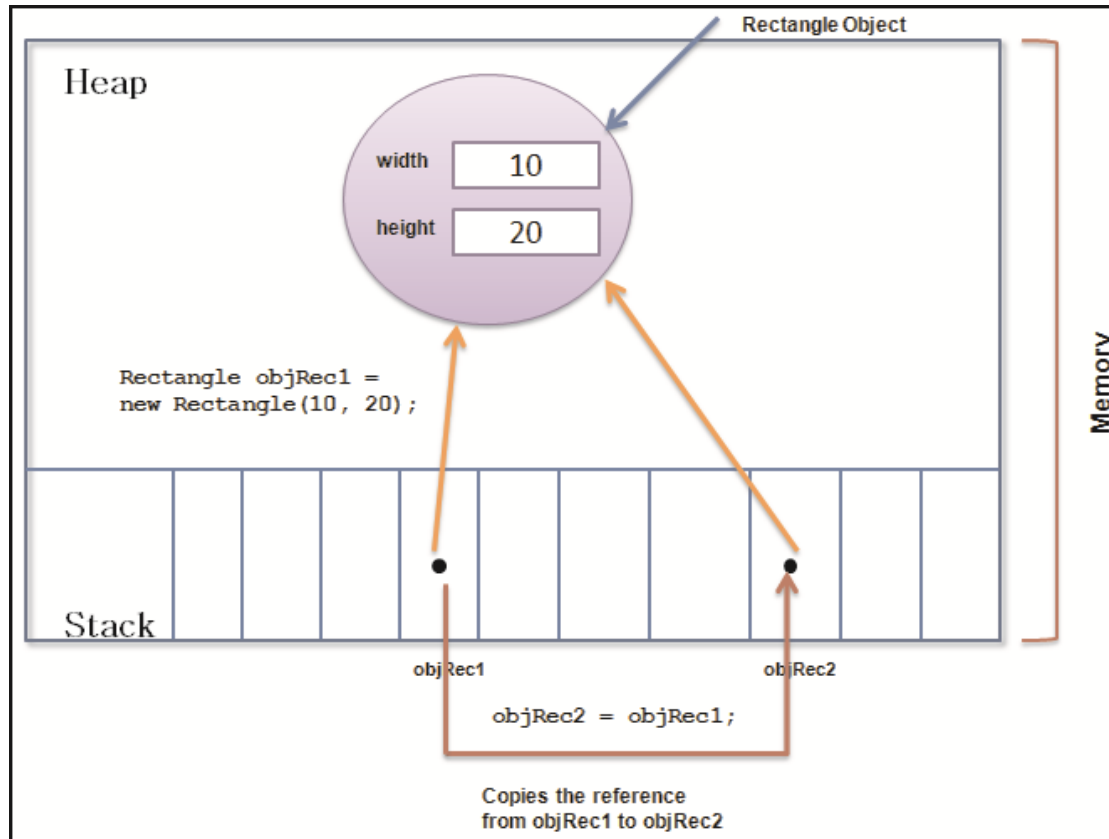 Rectangle Object
Heap
width
10
height
20
Rectangle objRec1 =
new Rectangle(10, 20);
Memory
Stack
objRec1
objRec2
objRec2 = objRec1;
Copies the reference
from objRec1 to objRec2